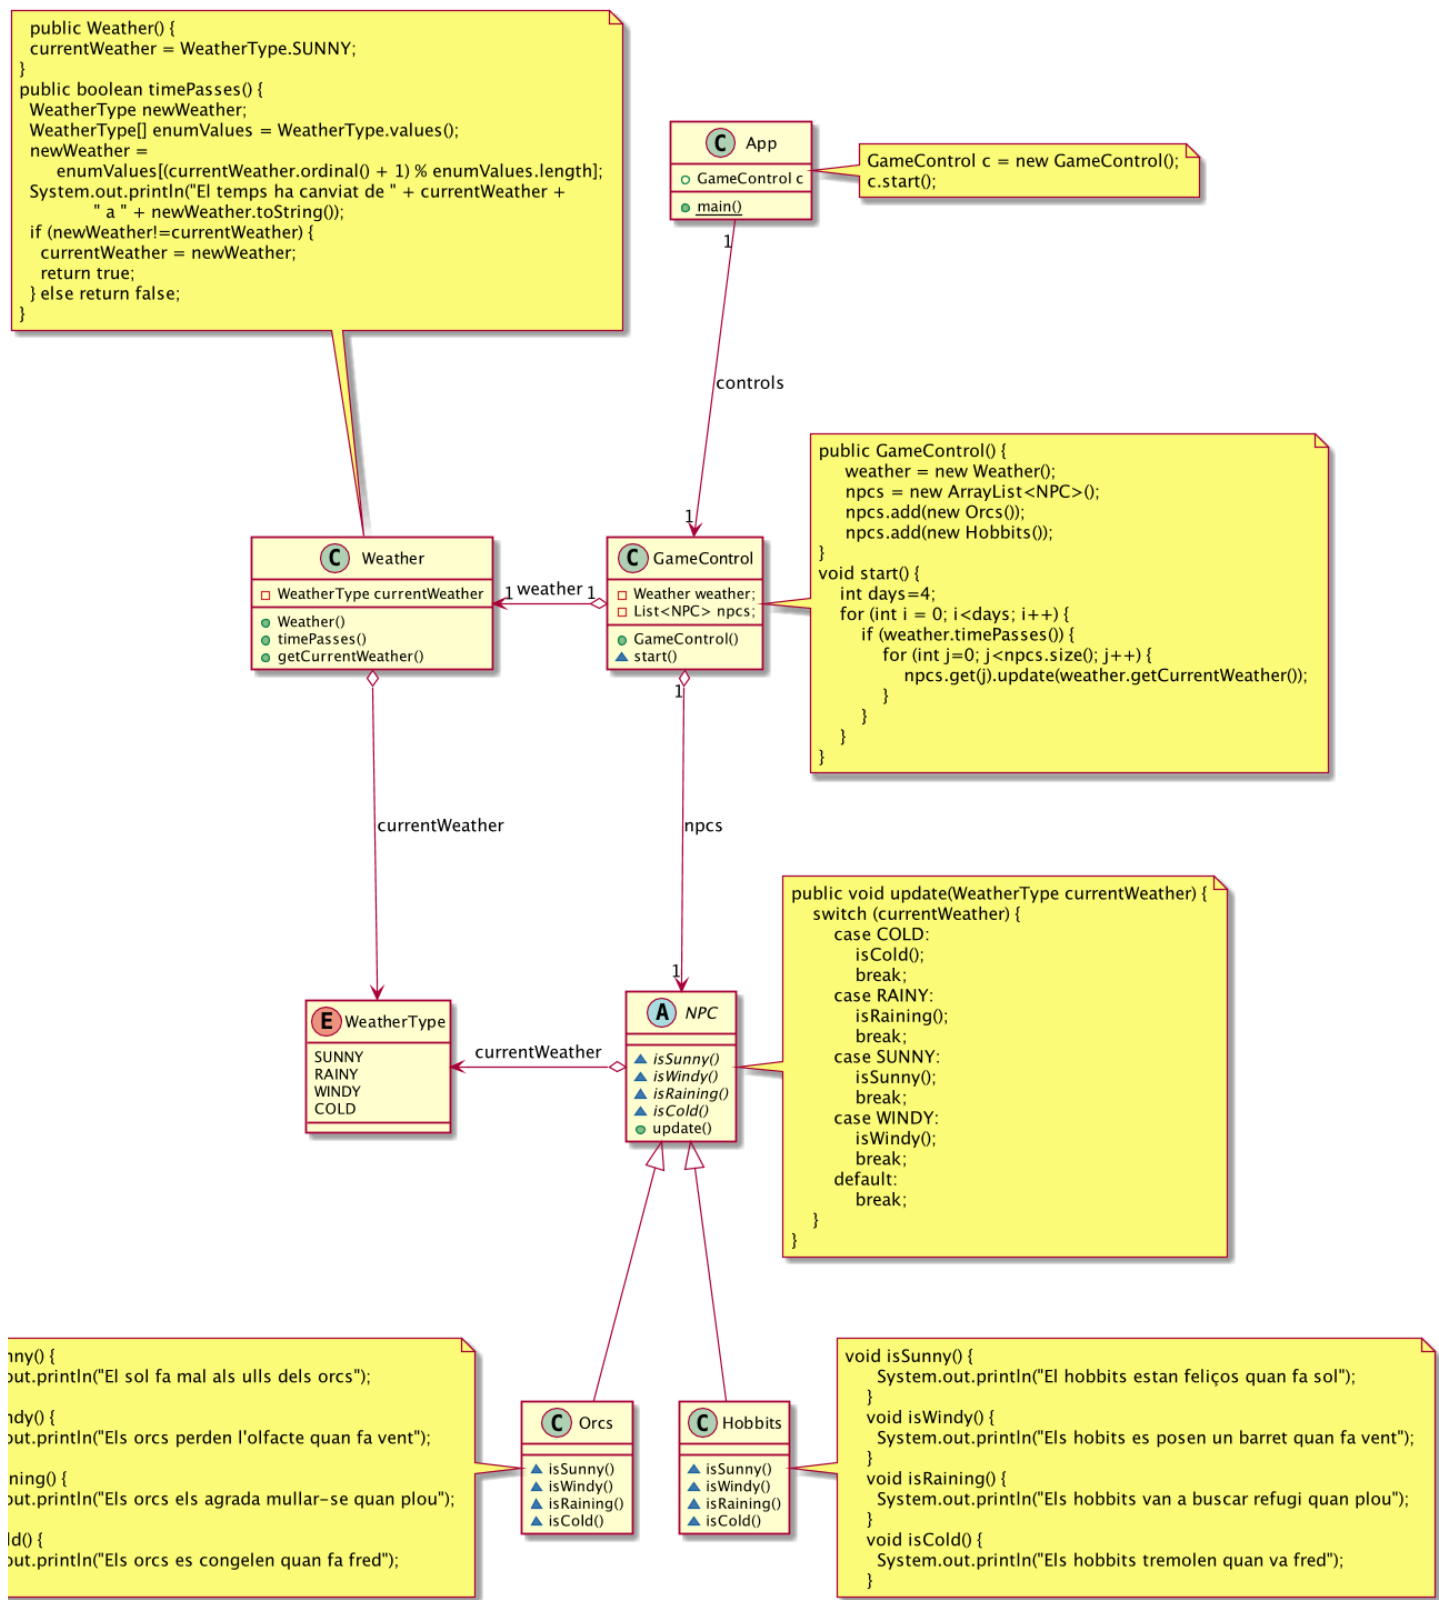 public Weather() {
currentWeather = WeatherType.SUNNY;
}
public boolean timePasses() {
WeatherType newWeather;
WeatherType[] enumValues = WeatherType.values();
newWeather =
enumValues[(currentWeather.ordinal() + 1) % enumValues.length];
System.out.println("El temps ha canviat de " + currentWeather +
" a " + newWeather.toString());
if (newWeather!=currentWeather) {
currentWeather = newWeather;
return true;
} else return false;
}
C App
GameControl c
main()
GameControl c = new GameControl();
c.start();
1
controls
1
public GameControl() {
weather = new Weather();
npcs = new ArrayList<NPC>();
npcs.add(new Orcs());
npcs.add(new Hobbits());
}
void start() {
int days=4;
for (int i = 0; i<days; i++) {
if (weather.timePasses()) {
for (int j=0; j<npcs.size(); j++) {
npcs.get(j).update(weather.getCurrentWeather());
}
}
}
}
C Weather
WeatherType currentWeather
Weather()
timePasses()
getCurrentWeather()
1 weather 1
C GameControl
Weather weather;
List<NPC> npcs;
GameControl()
start()
1
currentWeather
npcs
1
public void update(WeatherType currentWeather) {
switch (currentWeather) {
case COLD:
isCold();
break;
case RAINY:
isRaining();
break;
case SUNNY:
isSunny();
break;
case WINDY:
isWindy();
break;
default:
break;
}
}
E WeatherType
SUNNY
RAINY
WINDY
COLD
currentWeather
A NPC
isSunny()
isWindy()
isRaining()
isCold()
update()
nny() {
out.println("El sol fa mal als ulls dels orcs");
ndy() {
out.println("Els orcs perden l'olfacte quan fa vent");
ning() {
out.println("Els orcs els agrada mullar-se quan plou");
ld() {
out.println("Els orcs es congelen quan fa fred");
C Orcs
isSunny()
isWindy()
isRaining()
isCold()
C Hobbits
isSunny()
isWindy()
isRaining()
isCold()
void isSunny() {
System.out.println("El hobbits estan feliços quan fa sol");
}
void isWindy() {
System.out.println("Els hobits es posen un barret quan fa vent");
}
void isRaining() {
System.out.println("Els hobbits van a buscar refugi quan plou");
}
void isCold() {
System.out.println("Els hobbits tremolen quan va fred");
}